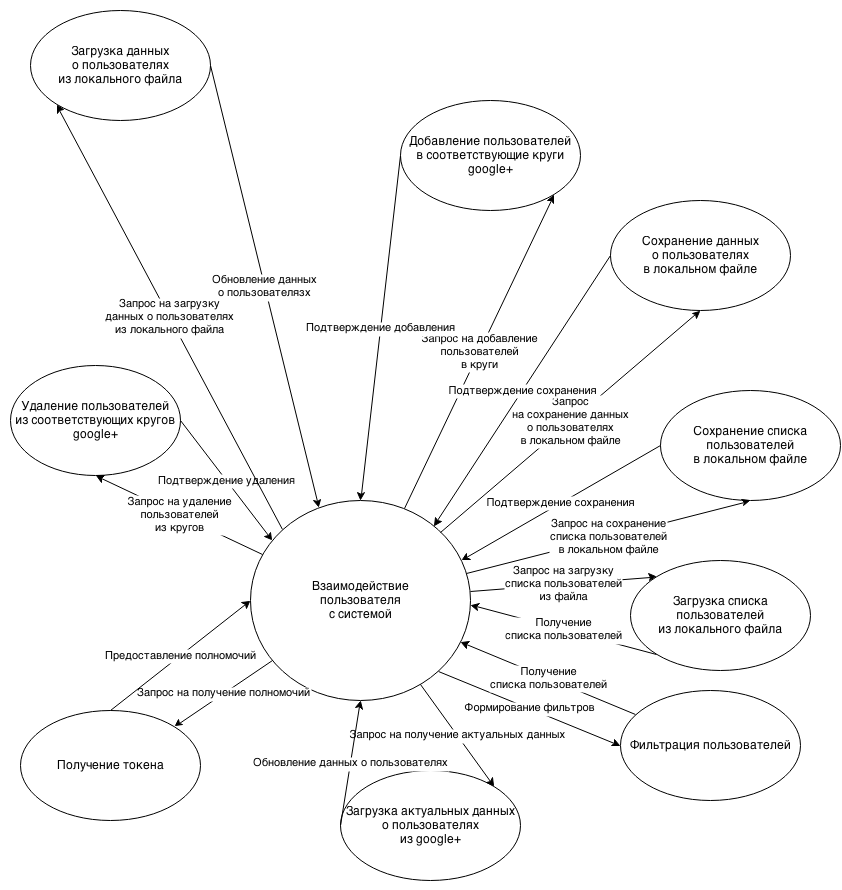 Загрузка данных
о пользователях
из локального файла
Добавление пользователей
в соответствующие круги
google+
Сохранение данных
о пользователях
в локальном файле
Обновление данных
о пользователязх
Запрос на загрузку
данных о пользователях
из локального файла
Подтверждение добавления
Запрос на добавление
пользователей
в круги
Подтверждение сохранения
Запрос
на сохранение данных
о пользователях
в локальном файле
Удаление пользователей
из соответствующих кругов
google+
Сохранение списка
пользователей
в локальном файле
Подтверждение удаления
Запрос на удаление
пользователей
из кругов
Подтверждение сохранения
Запрос на сохранение
списка пользователей
в локальном файле
Взаимодействие
пользователя
с системой
Запрос на загрузку
списка пользователей
из файла
Загрузка списка
пользователей
из локального файла
Получение
списка пользователей
Предоставление полномочий
Запрос на получение полномочий
Получение
списка пользователей
Формирование фильтров
Фильтрация пользователей
Запрос на получение актуальных данных
Обновление данных о пользователях
Получение токена
Загрузка актуальных данных
о пользователях
из google+